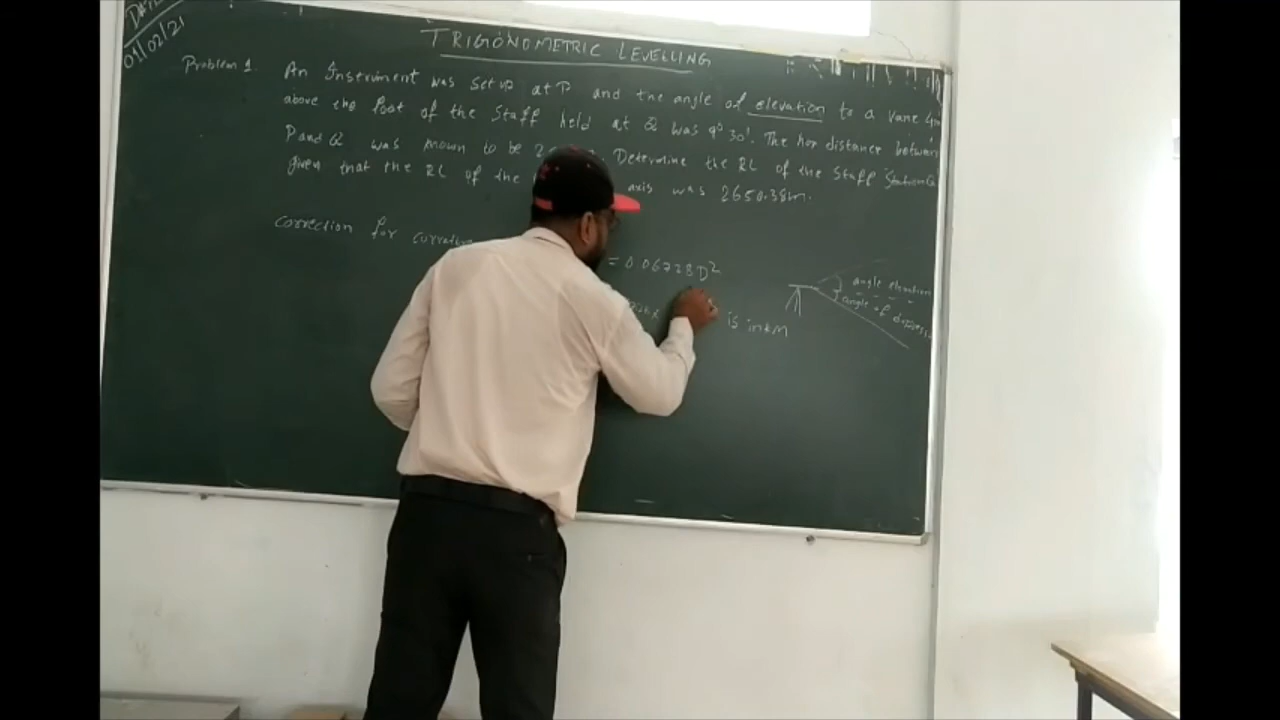 DATE
01/02/21
TRIGONOMETRIC LEVELLING
Problem 1. An Instrument was set up at P and the angle of elevation to a vane 4m
above the foot of the Staff held at Q was 9° 30'. The hor distance between
P and Q was known to be 2 Determine the RL of the Staff Station Q
given that the RL of the axis was 2650.38m.
Correction for curvature
= 0.06728D²
is in KM
angle elevation
angle of depression